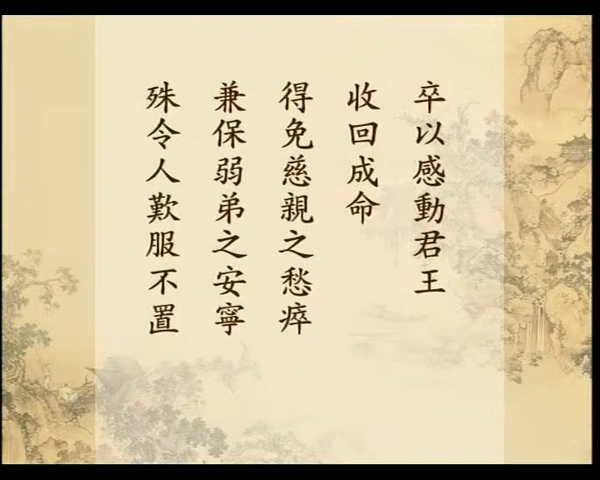 卒以感動君王
收回成命
得免慈親之愁瘁
兼保弱弟之安寧
殊令人歎服不置